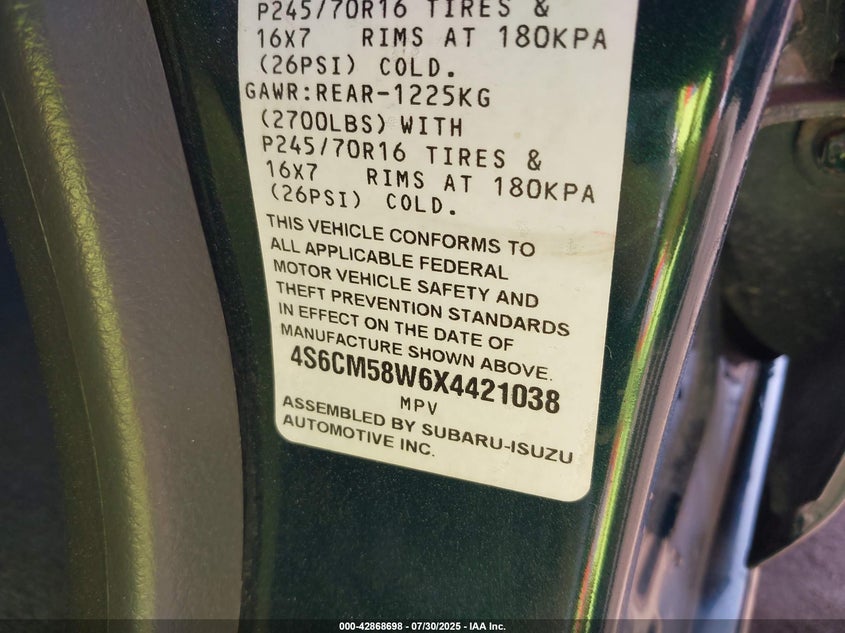 P245/70R16 TIRES &
16X7 RIMS AT 180KPA
(26PSI) COLD.
GAWR:REAR-1225KG
(2700LBS) WITH
P245/70R16 TIRES &
16X7 RIMS AT 180KPA
(26PSI) COLD.
THIS VEHICLE CONFORMS TO
ALL APPLICABLE FEDERAL
MOTOR VEHICLE SAFETY AND
THEFT PREVENTION STANDARDS
IN EFFECT ON THE DATE OF
MANUFACTURE SHOWN ABOVE.
4S6CM58W6X4421038
MPV
ASSEMBLED BY SUBARU-ISUZU
AUTOMOTIVE INC.
000-42868698 - 07/30/2025 - IAA Inc.